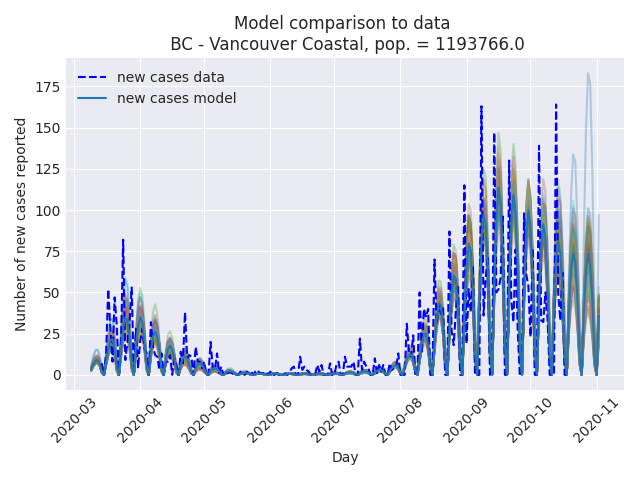 Model comparison to data
BC - Vancouver Coastal, pop. = 1193766.0
new cases data
new cases model
Number of new cases reported
175
150
125
100
75
50
25
0
2020-03
2020-04
2020-05
2020-06
2020-07
2020-08
2020-09
2020-10
2020-11
Day